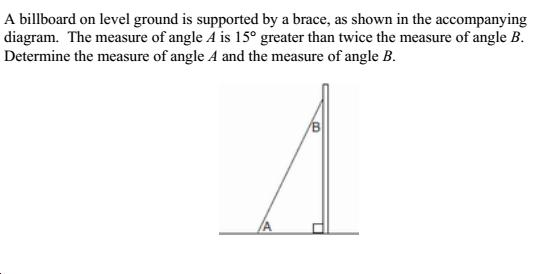 A billboard on level ground is supported by a brace, as shown in the accompanying
diagram. The measure of angle A is 15° greater than twice the measure of angle B.
Determine the measure of angle A and the measure of angle B.
B
A